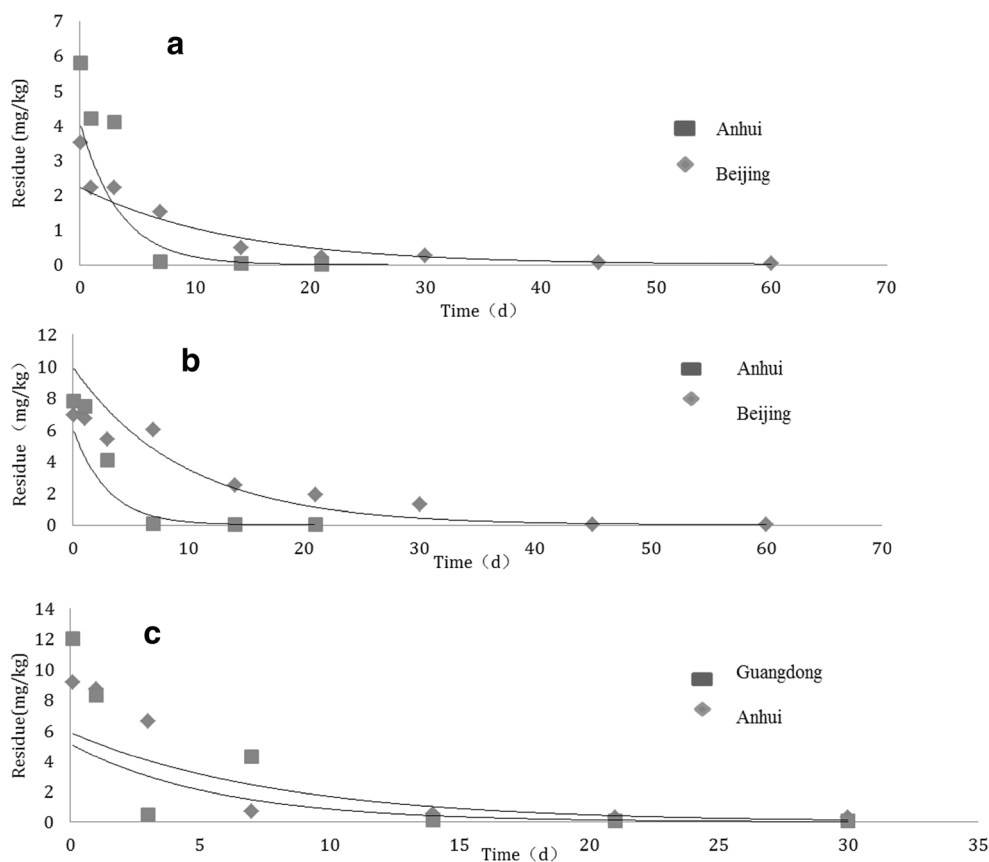 a
7
6
5
4
3
2
1
0
Residue (mg/kg)
Anhui
Beijing
0 10 20 30 40 50 60 70
Time（d）
b
12
10
8
6
4
2
0
Residue（mg/kg）
Anhui
Beijing
0 10 20 30 40 50 60 70
Time（d）
c
14
12
10
8
6
4
2
0
Residue(mg/kg)
Guangdong
Anhui
0 5 10 15 20 25 30 35
Time（d）